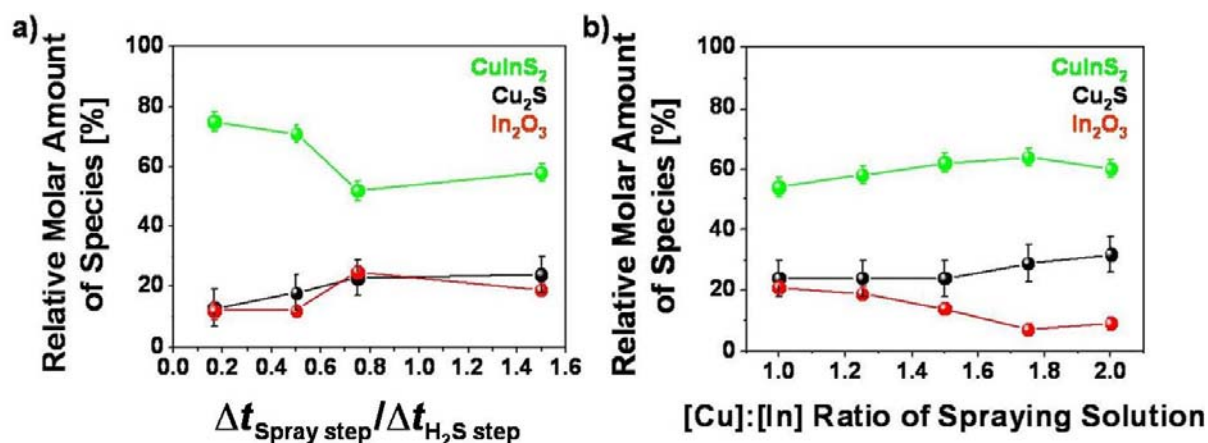 a)
Relative Molar Amount
of Species [%]
100
80
60
40
20
0
CuInS₂
Cu₂S
In₂O₃
0.0 0.2 0.4 0.6 0.8 1.0 1.2 1.4 1.6
Δt Spray step/Δt H₂S step
b)
Relative Molar Amount
of Species [%]
100
80
60
40
20
0
CuInS₂
Cu₂S
In₂O₃
1.0 1.2 1.4 1.6 1.8 2.0
[Cu]:[In] Ratio of Spraying Solution